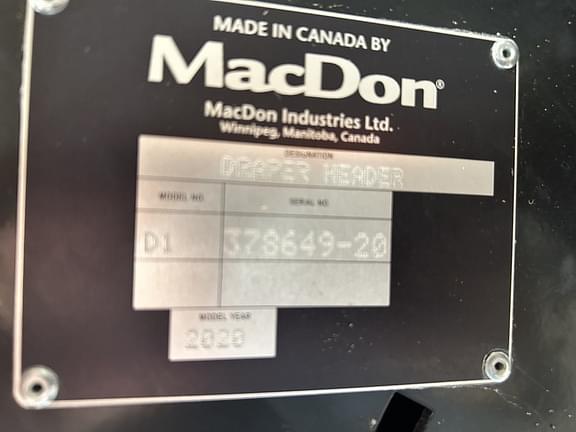 MADE IN CANADA BY
MacDon®
MacDon Industries Ltd.
Winnipeg, Manitoba, Canada
DESIGNATION
DRAPER HEADER
MODEL NO. SERIAL NO.
D1 378649-20
MODEL YEAR
2020